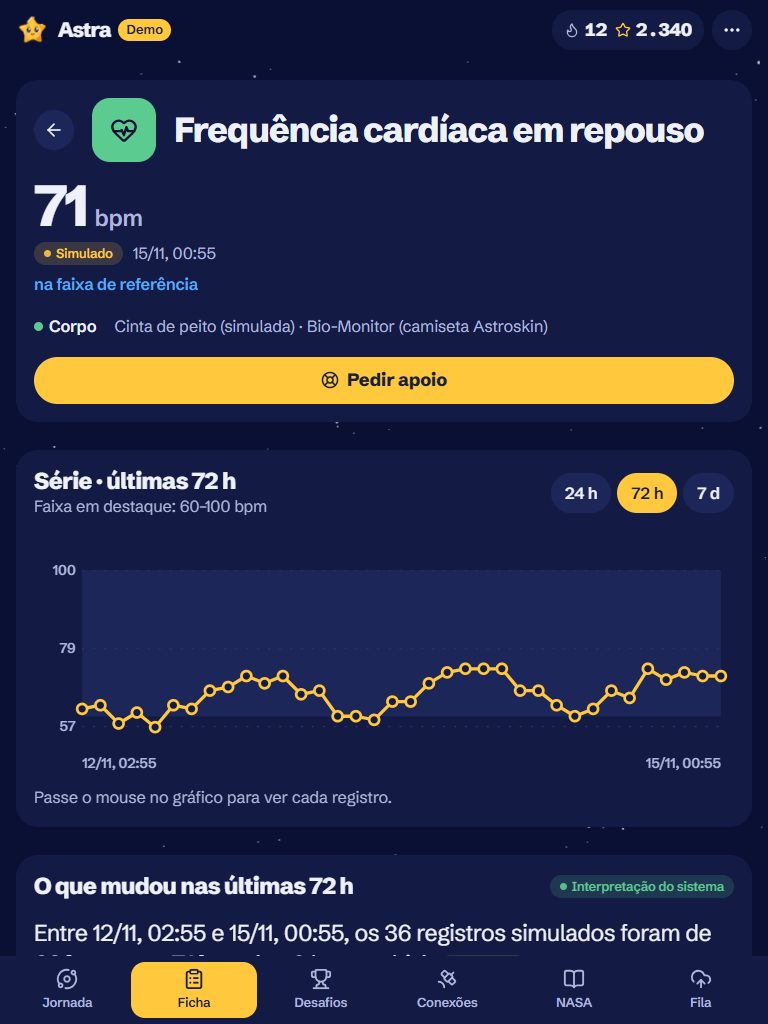 Astra Demo 12 2.340
Frequência cardíaca em repouso
71 bpm
Simulado 15/11, 00:55
na faixa de referência
Corpo Cinta de peito (simulada) · Bio-Monitor (camiseta Astroskin)
Pedir apoio
Série · últimas 72 h
Faixa em destaque: 60–100 bpm
24 h 72 h 7 d
100
79
57
12/11, 02:55 15/11, 00:55
Passe o mouse no gráfico para ver cada registro.
O que mudou nas últimas 72 h
Interpretação do sistema
Entre 12/11, 02:55 e 15/11, 00:55, os 36 registros simulados foram de
Jornada Ficha Desafios Conexões NASA Fila